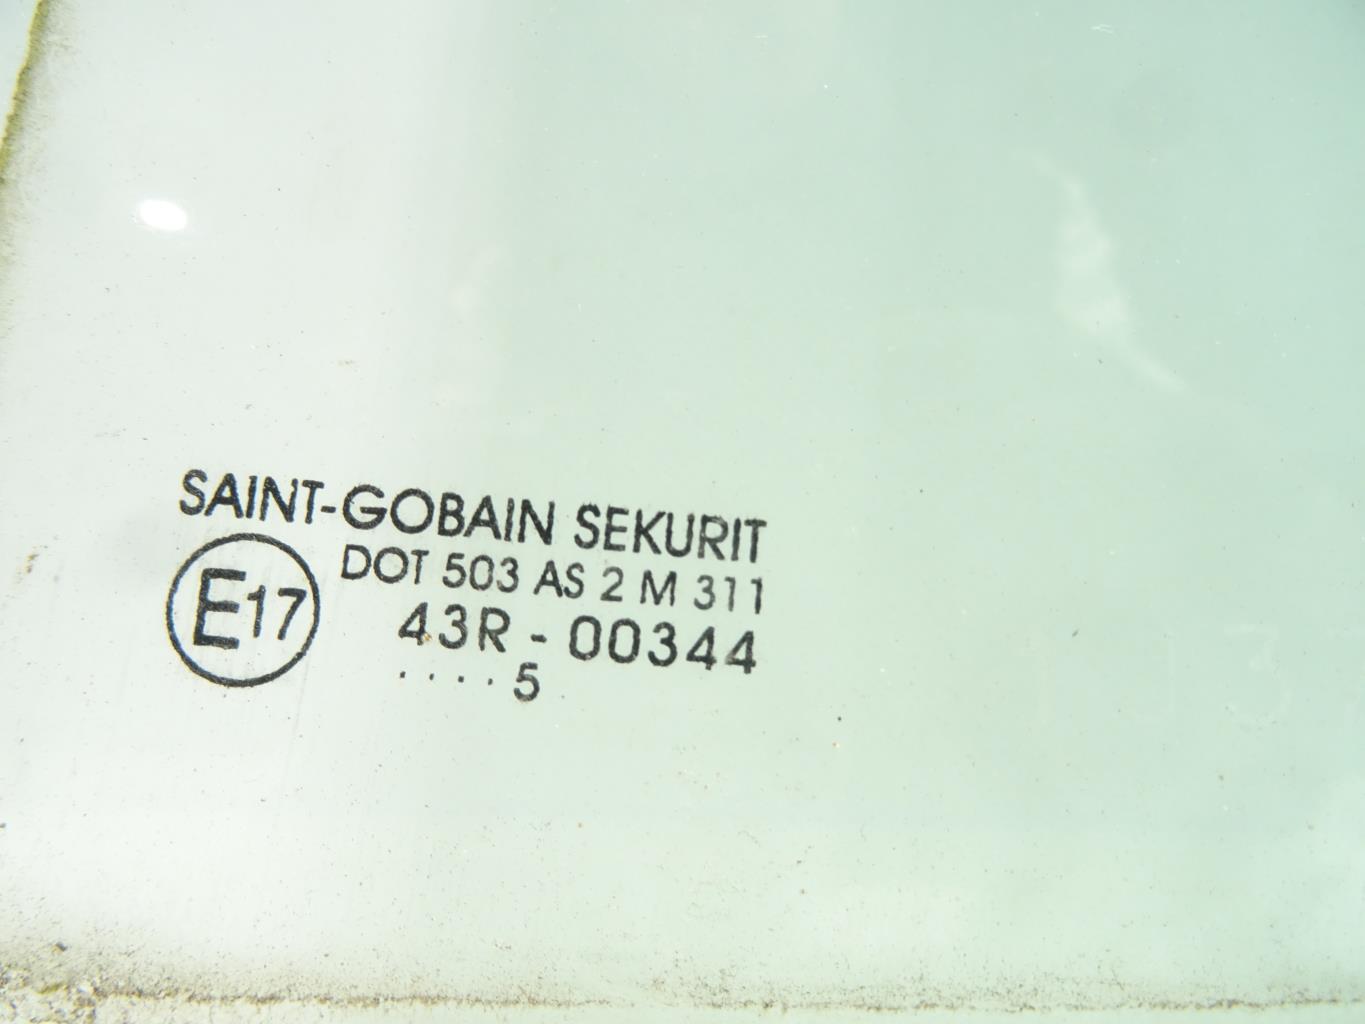 SAINT-GOBAIN SEKURIT
DOT 503 AS 2 M 311
E17
43R - 00344
....5